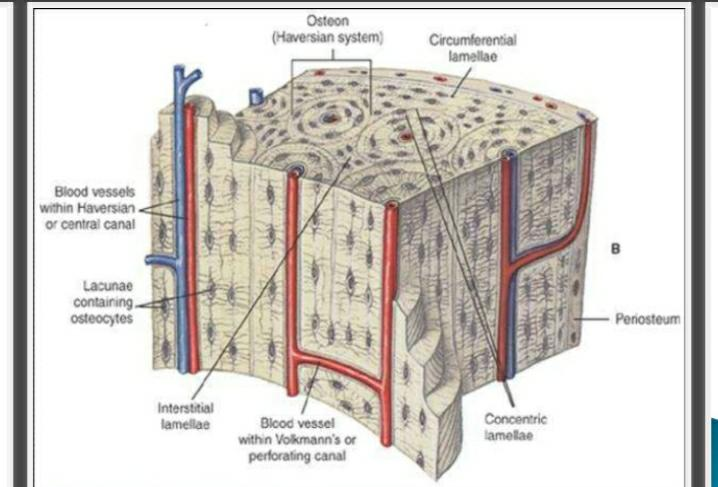 Osteon
(Haversian system)
Circumferential
lamellae
Blood vessels
within Haversian
or central canal
B
Lacunae
containing
osteocytes
Periosteum
Interstitial
lamellae
Blood vessel
within Volkmann's or
perforating canal
Concentric
lamellae